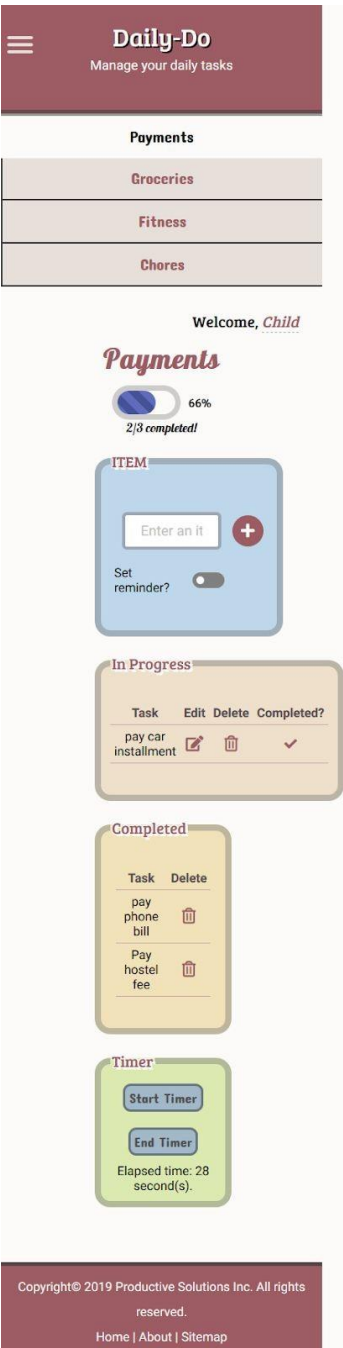 Daily-Do
Manage your daily tasks
Payments
Groceries
Fitness
Chores
Welcome, Child
Payments
66%
2/3 completed!
ITEM
Enter an it
Set
reminder?
In Progress
Task Edit Delete Completed?
pay car
installment
Completed
Task Delete
pay
phone
bill
Pay
hostel
fee
Timer
Start Timer
End Timer
Elapsed time: 28
second(s).
Copyright© 2019 Productive Solutions Inc. All rights
reserved.
Home | About | Sitemap